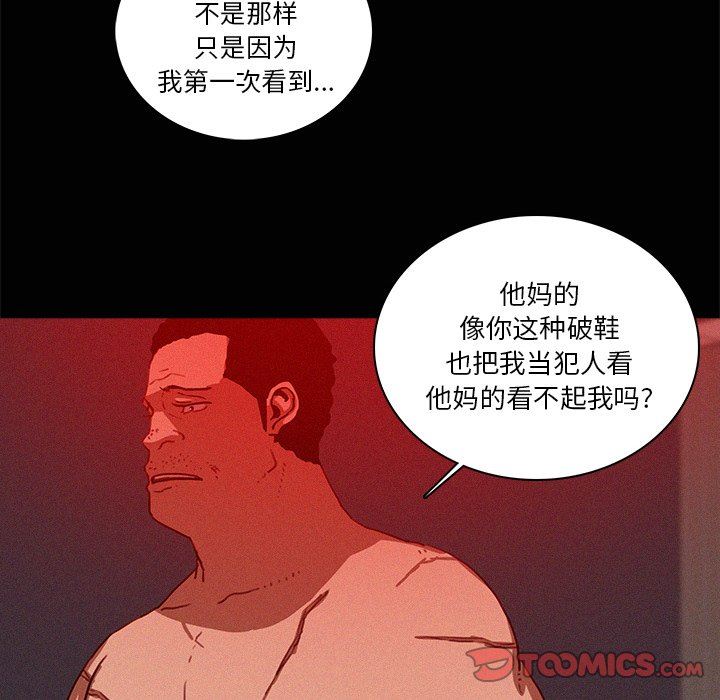 不是那样
只是因为
我第一次看到...
他妈的
像你这种破鞋
也把我当犯人看
他妈的看不起我吗?
TOOMICS.COM